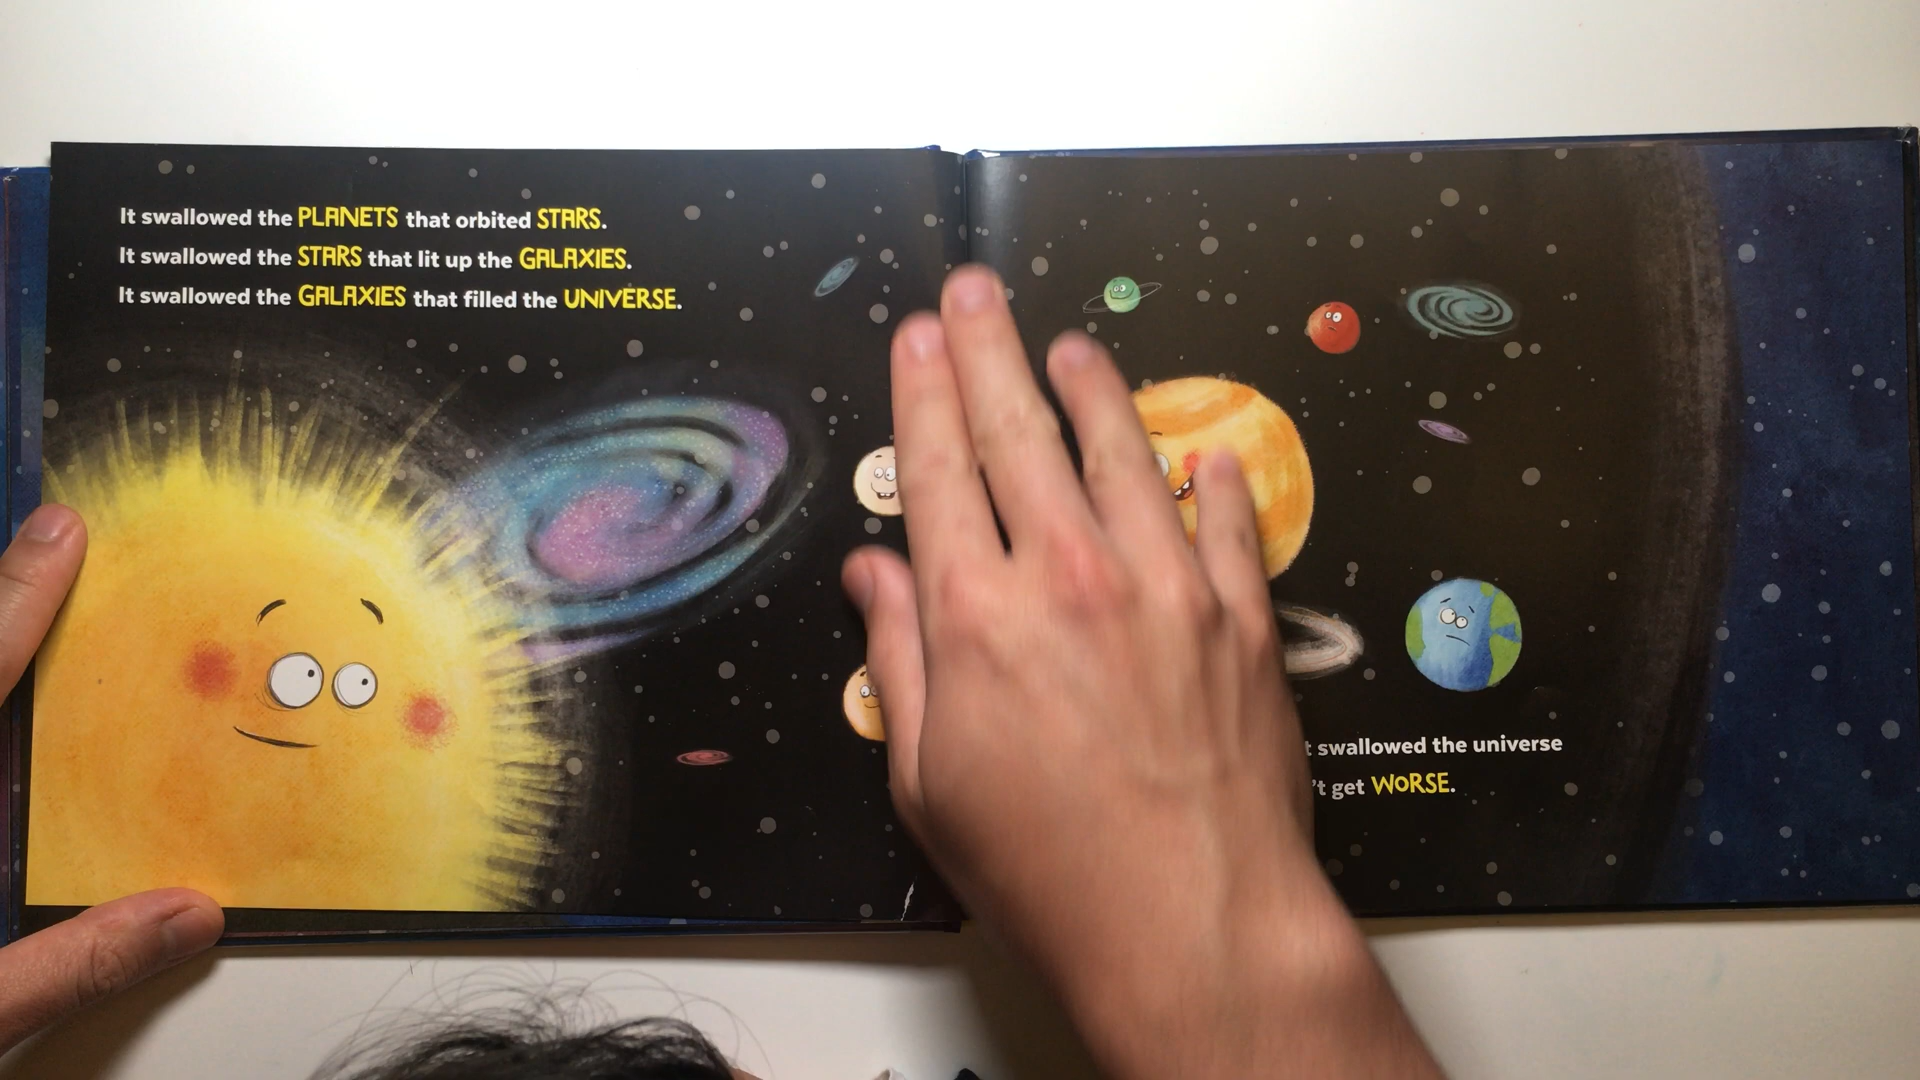 It swallowed the PLANETS that orbited STARS.
It swallowed the STARS that lit up the GALAXIES.
It swallowed the GALAXIES that filled the UNIVERSE.
swallowed the universe
get WORSE.